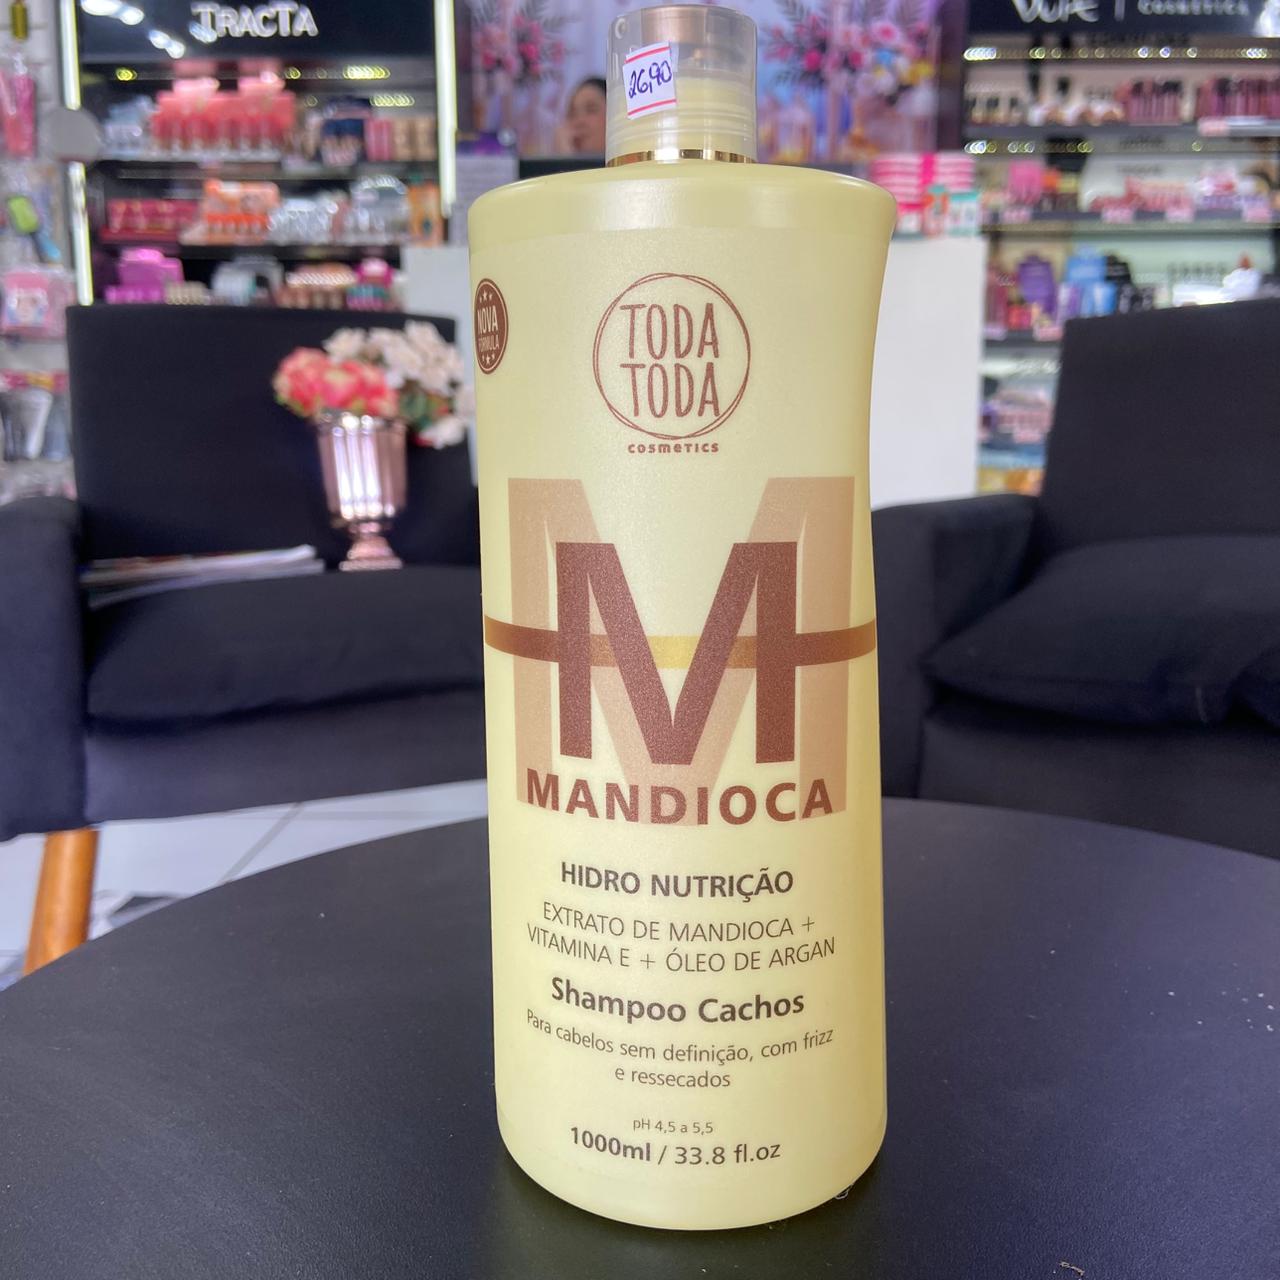 TRACTA
COSMETICA
26,90
NOVA
FÓRMULA
TODA
TODA
cosmetics
M
MANDIOCA
HIDRO NUTRIÇÃO
EXTRATO DE MANDIOCA +
VITAMINA E + ÓLEO DE ARGAN
Shampoo Cachos
Para cabelos sem definição, com frizz
e ressecados
pH 4,5 a 5,5
1000ml / 33.8 fl.oz